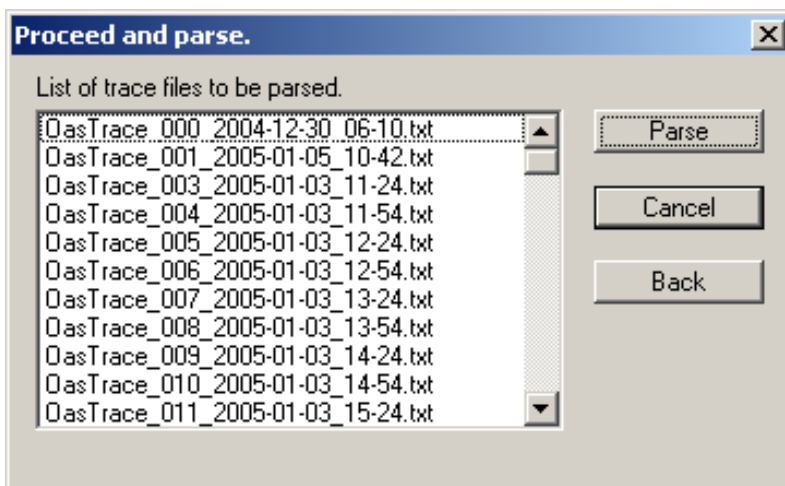 Proceed and parse.
List of trace files to be parsed.
OasTrace_000_2004-12-30_06-10.txt
OasTrace_001_2005-01-05_10-42.txt
OasTrace_003_2005-01-03_11-24.txt
OasTrace_004_2005-01-03_11-54.txt
OasTrace_005_2005-01-03_12-24.txt
OasTrace_006_2005-01-03_12-54.txt
OasTrace_007_2005-01-03_13-24.txt
OasTrace_008_2005-01-03_13-54.txt
OasTrace_009_2005-01-03_14-24.txt
OasTrace_010_2005-01-03_14-54.txt
OasTrace_011_2005-01-03_15-24.txt
Parse
Cancel
Back